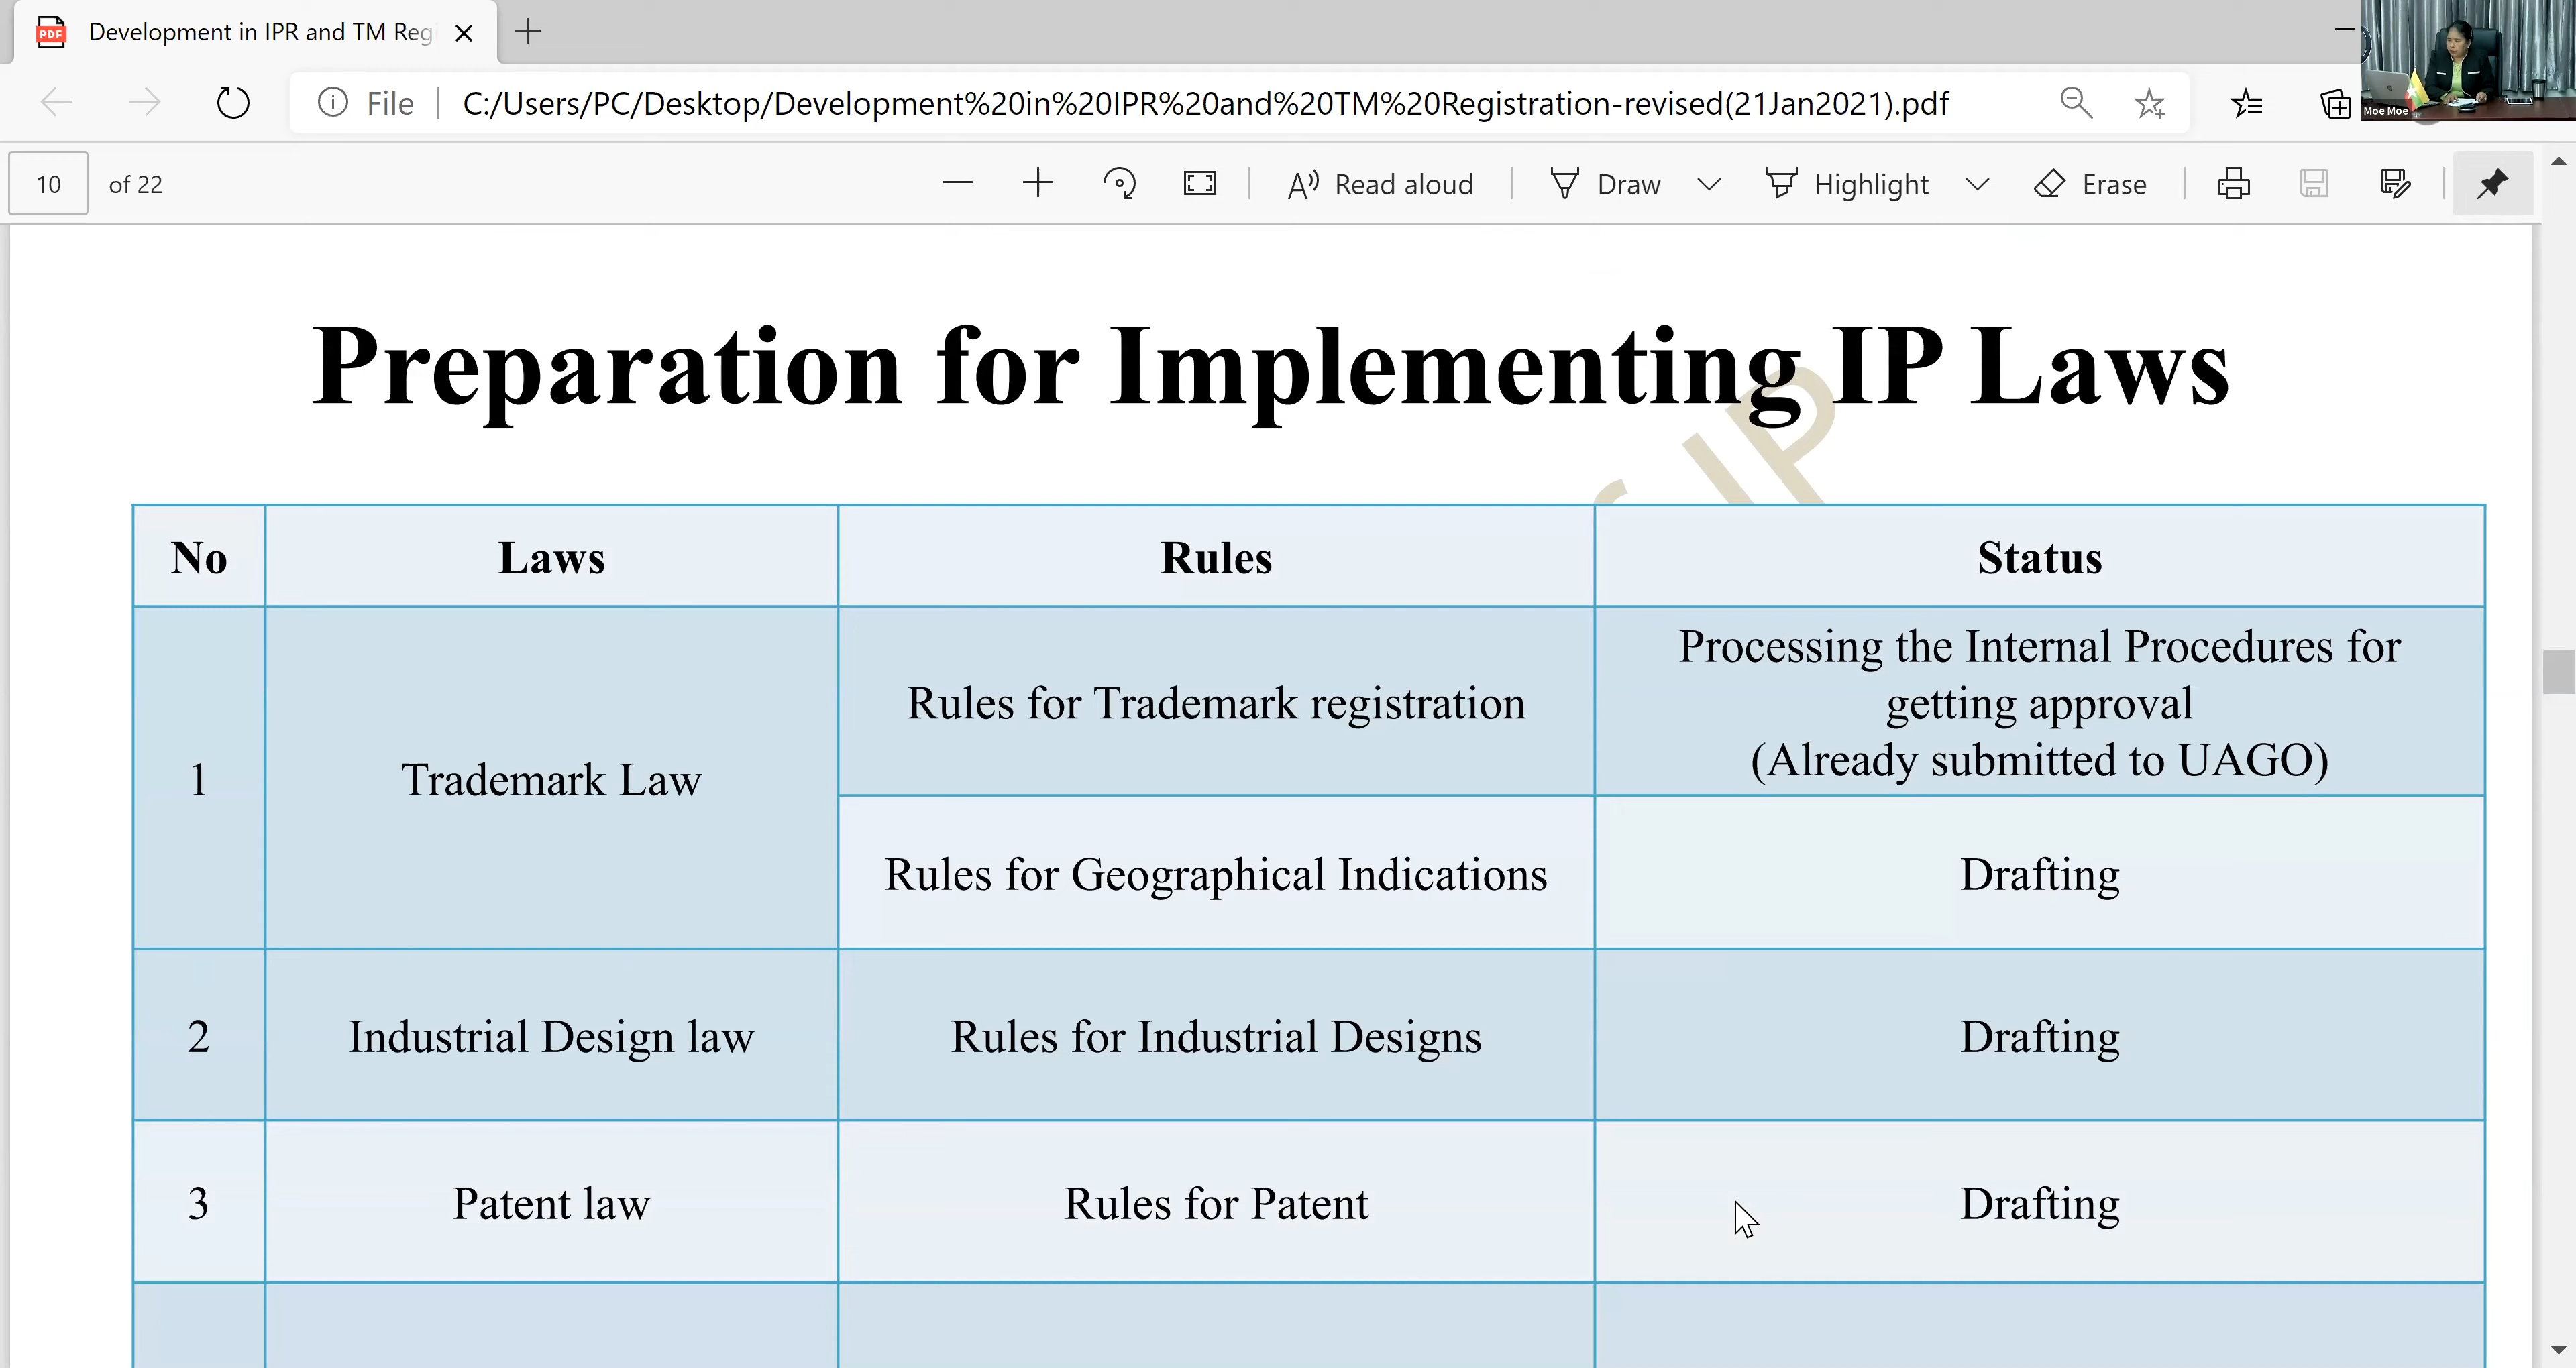 PDF
Development in IPR and TM Reg
File
C:/Users/PC/Desktop/Development%20in%20IPR%20and%20TM%20Registration-revised(21Jan2021).pdf
Moe Moe
10
of 22
Read aloud
Draw
Highlight
Erase
Preparation for Implementing IP Laws
IP
No
Laws
Rules
Status
1
Trademark Law
Rules for Trademark registration
Processing the Internal Procedures for
getting approval
(Already submitted to UAGO)
Rules for Geographical Indications
Drafting
2
Industrial Design law
Rules for Industrial Designs
Drafting
3
Patent law
Rules for Patent
Drafting